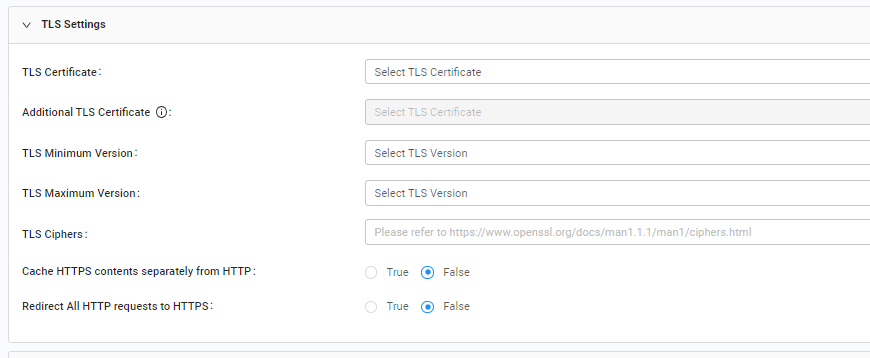 TLS Settings
TLS Certificate: Select TLS Certificate
Additional TLS Certificate : Select TLS Certificate
TLS Minimum Version: Select TLS Version
TLS Maximum Version: Select TLS Version
TLS Ciphers: Please refer to https://www.openssl.org/docs/man1.1.1/man1/ciphers.html
Cache HTTPS contents separately from HTTP: True False
Redirect All HTTP requests to HTTPS: True False